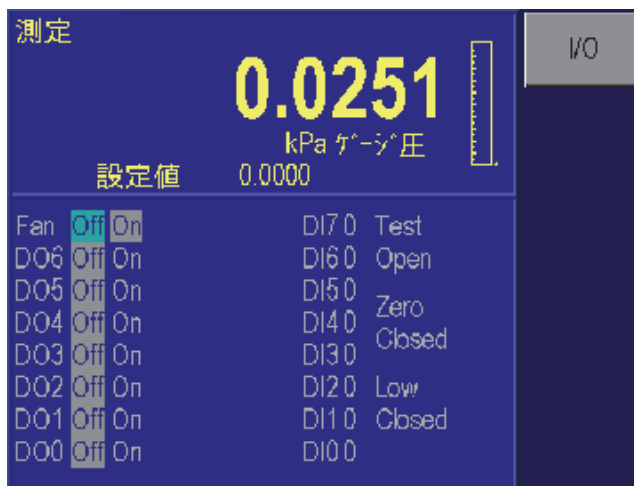 測定
I/O
0.0251
kPa ゲージ圧
設定値 0.0000
Fan Off On DI7 0 Test
DO6 Off On DI6 0 Open
DO5 Off On DI5 0
Zero
DO4 Off On DI4 0
Closed
DO3 Off On DI3 0
DO2 Off On DI2 0 Low
DO1 Off On DI1 0 Closed
DO0 Off On DI0 0